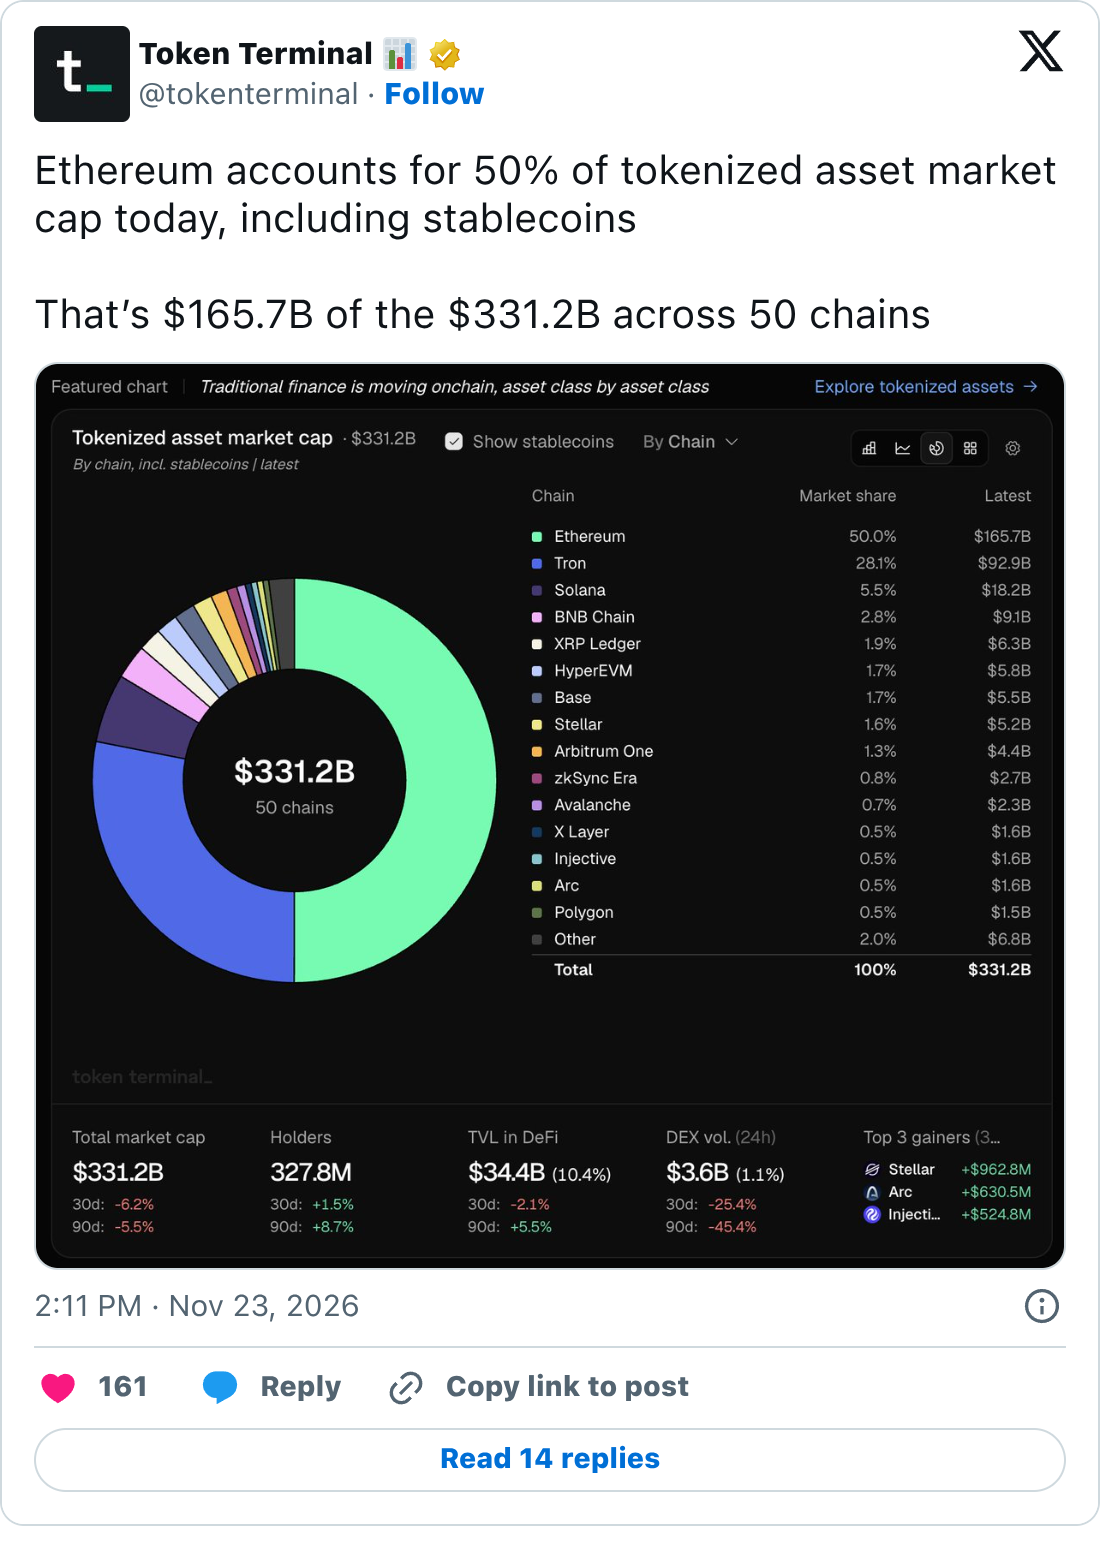 t_
Token Terminal 📊
@tokenterminal · Follow
Ethereum accounts for 50% of tokenized asset market
cap today, including stablecoins
That’s $165.7B of the $331.2B across 50 chains
Featured chart | Traditional finance is moving onchain, asset class by asset class Explore tokenized assets →
Tokenized asset market cap · $331.2B Show stablecoins By Chain
By chain, incl. stablecoins | latest
Chain Market share Latest
Ethereum 50.0% $165.7B
Tron 28.1% $92.9B
Solana 5.5% $18.2B
BNB Chain 2.8% $9.1B
XRP Ledger 1.9% $6.3B
HyperEVM 1.7% $5.8B
Base 1.7% $5.5B
Stellar 1.6% $5.2B
Arbitrum One 1.3% $4.4B
zkSync Era 0.8% $2.7B
Avalanche 0.7% $2.3B
X Layer 0.5% $1.6B
Injective 0.5% $1.6B
Arc 0.5% $1.6B
Polygon 0.5% $1.5B
Other 2.0% $6.8B
Total 100% $331.2B
$331.2B
50 chains
token terminal_
Total market cap
$331.2B
30d: -6.2%
90d: -5.5%
Holders
327.8M
30d: +1.5%
90d: +8.7%
TVL in DeFi
$34.4B (10.4%)
30d: -2.1%
90d: +5.5%
DEX vol. (24h)
$3.6B (1.1%)
30d: -25.4%
90d: -45.4%
Top 3 gainers (3...
Stellar +$962.8M
Arc +$630.5M
Injecti... +$524.8M
2:11 PM · Nov 23, 2026
161 Reply Copy link to post
Read 14 replies